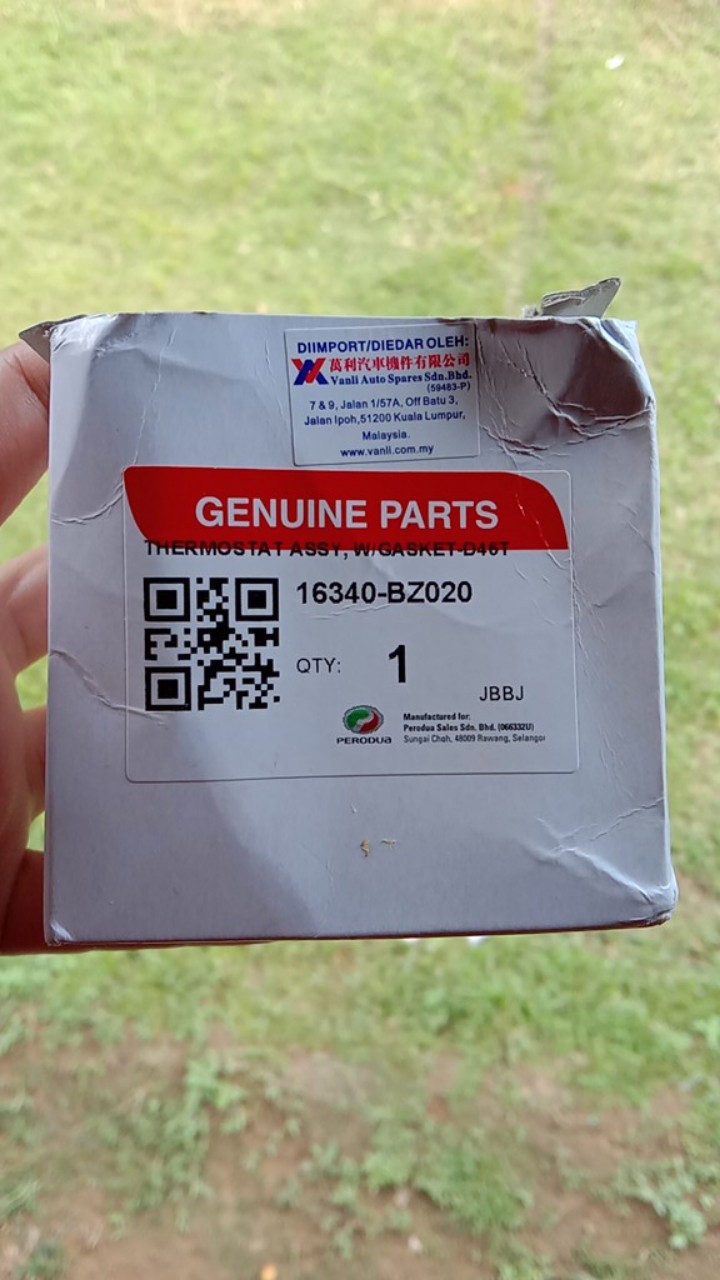 DIIMPORT/DIEDAR OLEH:
萬利汽車機件有限公司
Vanli Auto Spares Sdn.Bhd.
(59483-P)
7 & 9, Jalan 1/57A, Off Batu 3,
Jalan Ipoh,51200 Kuala Lumpur,
Malaysia.
www.vanli.com.my
GENUINE PARTS
THERMOSTAT ASSY, W/GASKET-D46T
16340-BZ020
QTY: 1
JBBJ
PERODUA
Manufactured for:
Perodua Sales Sdn. Bhd. (066332U)
Sungai Choh, 48009 Rawang, Selangor